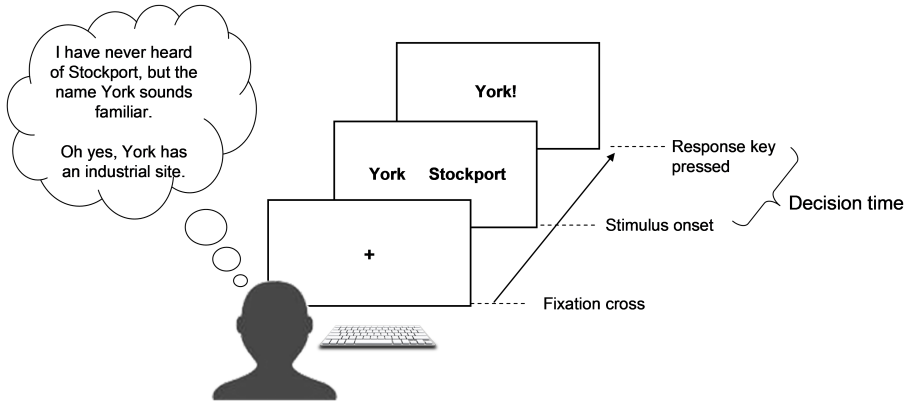 I have never heard
of Stockport, but the
name York sounds
familiar.
Oh yes, York has
an industrial site.
York!
York Stockport
+
Response key
pressed
Decision time
Stimulus onset
Fixation cross